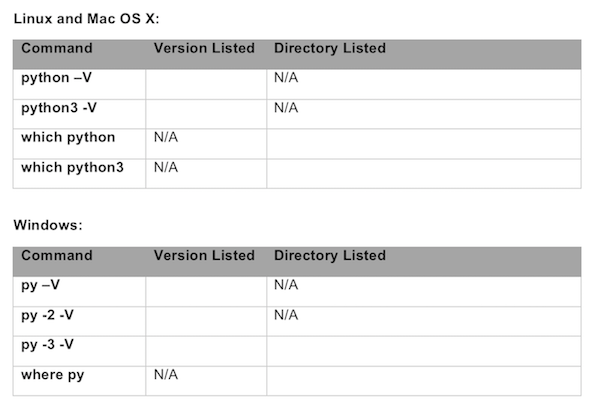 Linux and Mac OS X:
Command Version Listed Directory Listed
python –V N/A
python3 -V N/A
which python N/A
which python3 N/A
Windows:
Command Version Listed Directory Listed
py –V N/A
py -2 -V N/A
py -3 -V
where py N/A